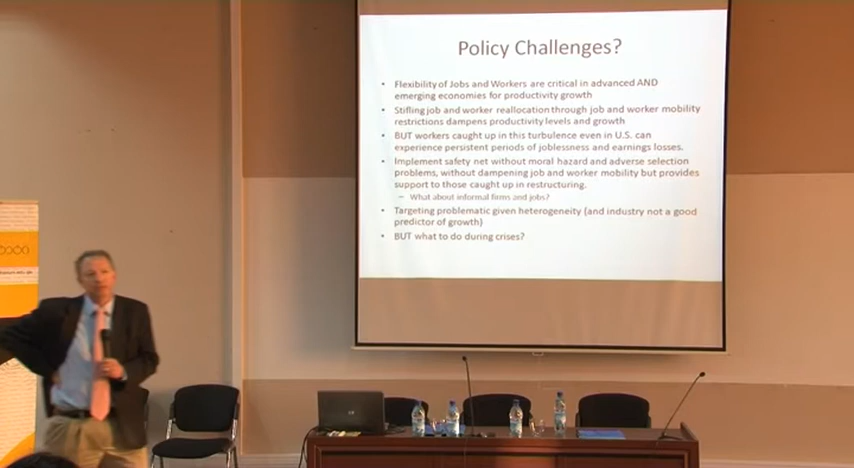 Policy Challenges?
• Flexibility of Jobs and Workers are critical in advanced AND
emerging economies for productivity growth
• Stifling job and worker reallocation through job and worker mobility
restrictions dampens productivity levels and growth
• BUT workers caught up in this turbulence even in U.S. can
experience persistent periods of joblessness and earnings losses.
• Implement safety net without moral hazard and adverse selection
problems, without dampening job and worker mobility but provides
support to those caught up in restructuring.
– What about informal firms and jobs?
• Targeting problematic given heterogeneity (and industry not a good
predictor of growth)
• BUT what to do during crises?